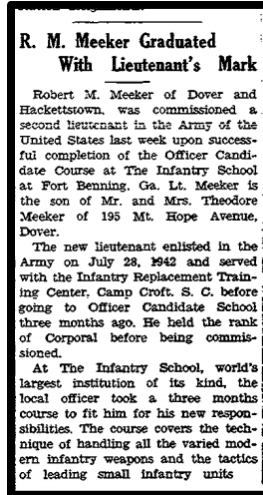 R. M. Meeker Graduated
With Lieutenant's Mark
Robert M. Meeker of Dover and
Hackettstown, was commissioned a
second lieutenant in the Army of the
United States last week upon success-
ful completion of the Officer Candi-
date Course at The Infantry School
at Fort Benning, Ga. Lt. Meeker is
the son of Mr. and Mrs. Theodore
Meeker of 195 Mt. Hope Avenue,
Dover.
The new lieutenant enlisted in the
Army on July 28, 1942 and served
with the Infantry Replacement Train-
ing Center, Camp Croft, S. C. before
going to Officer Candidate School
three months ago. He held the rank
of Corporal before being commis-
sioned.
At The Infantry School, world's
largest institution of its kind, the
local officer took a three months
course to fit him for his new respon-
sibilities. The course covers the tech-
nique of handling all the varied mod-
ern infantry weapons and the tactics
of leading small infantry units